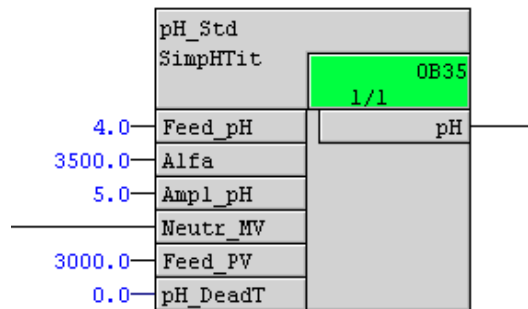 pH_Std
SimpHTit
OB35
1/1
4.0 Feed_pH pH
3500.0 Alfa
5.0 Ampl_pH
Neutr_MV
3000.0 Feed_PV
0.0 pH_DeadT